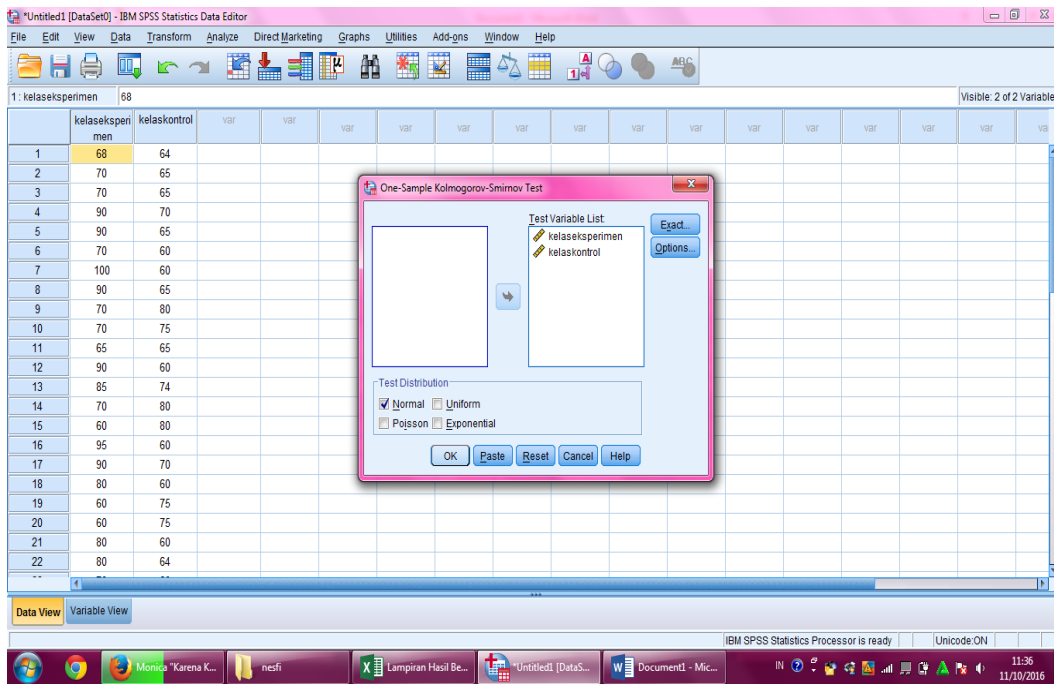 *Untitled1 [DataSet0] - IBM SPSS Statistics Data Editor
File Edit View Data Transform Analyze Direct Marketing Graphs Utilities Add-ons Window Help
1 : kelaseksperimen 68 Visible: 2 of 2 Variable
kelaseksperi
men
kelaskontrol var var var var var var var var var var var var var var va
1 68 64
2 70 65
3 70 65
4 90 70
5 90 65
6 70 60
7 100 60
8 90 65
9 70 80
10 70 75
11 65 65
12 90 60
13 85 74
14 70 80
15 60 80
16 95 60
17 90 70
18 80 60
19 60 75
20 60 75
21 80 60
22 80 64
One-Sample Kolmogorov-Smirnov Test
Test Variable List:
kelaseksperimen
kelaskontrol
Exact...
Options...
Test Distribution
Normal Uniform
Poisson Exponential
OK Paste Reset Cancel Help
Data View Variable View
IBM SPSS Statistics Processor is ready Unicode:ON
Monica "Karena K... nesfi Lampiran Hasil Be... *Untitled1 [DataS... Document1 - Mic... IN 11:36
11/10/2016